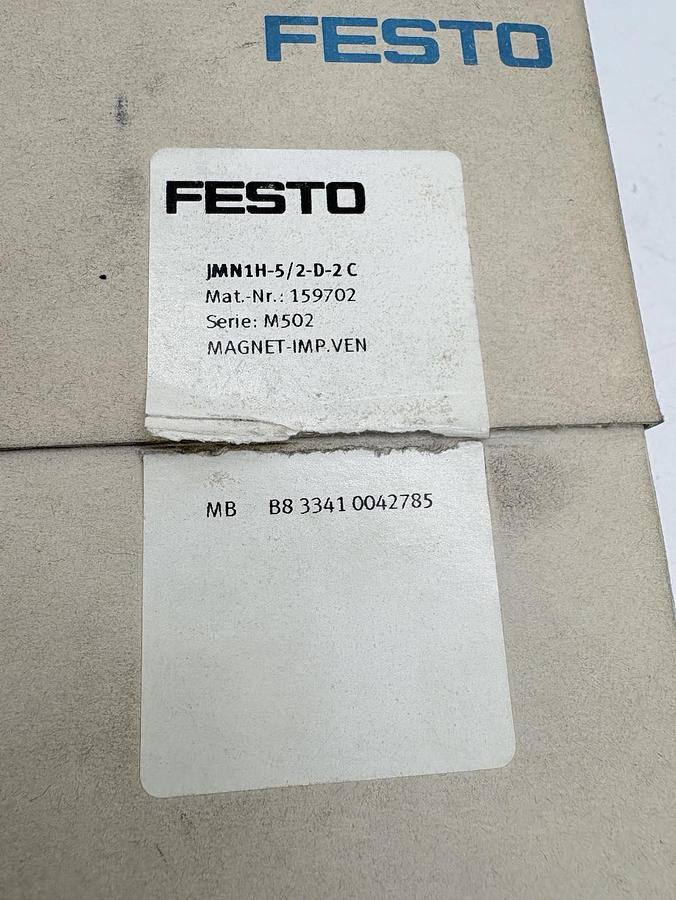 FESTO
FESTO
JMN1H-5/2-D-2 C
Mat.-Nr.: 159702
Serie: M502
MAGNET-IMP.VEN
MB B8 3341 0042785